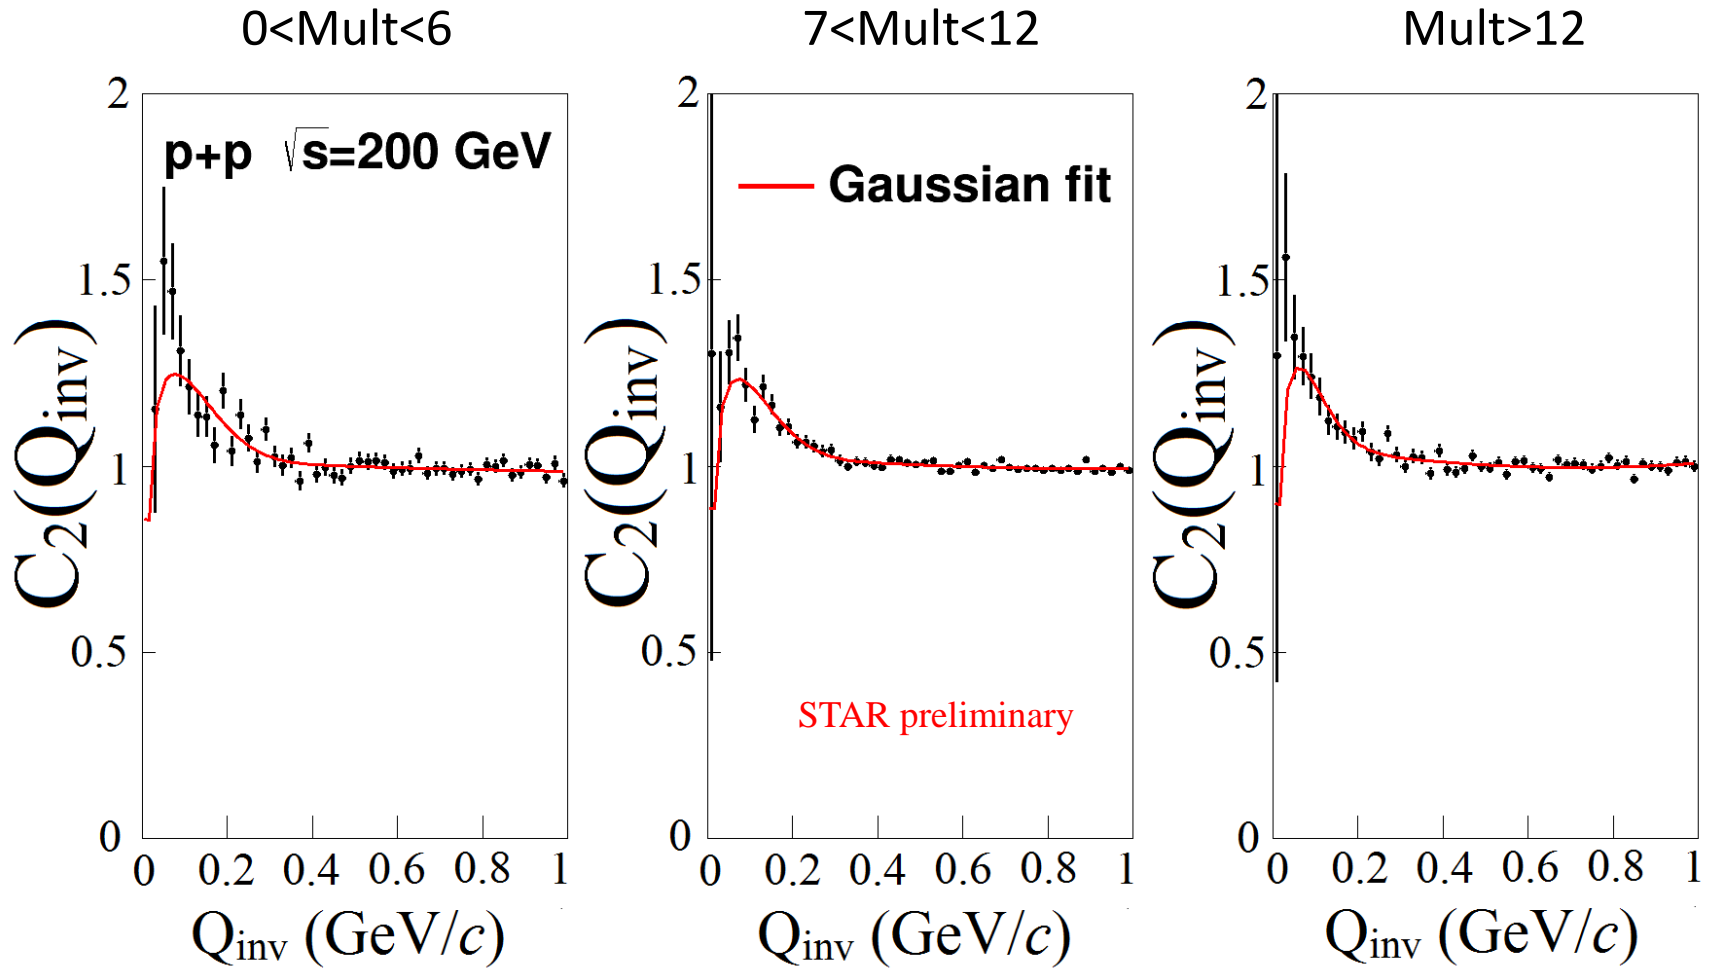 0<Mult<6
7<Mult<12
Mult>12
2
1.5
1
0.5
0
p+p √s=200 GeV
C2(Qinv)
0 0.2 0.4 0.6 0.8 1
Qinv (GeV/c)
2
1.5
1
0.5
0
Gaussian fit
STAR preliminary
C2(Qinv)
0 0.2 0.4 0.6 0.8 1
Qinv (GeV/c)
2
1.5
1
0.5
0
C2(Qinv)
0 0.2 0.4 0.6 0.8 1
Qinv (GeV/c)